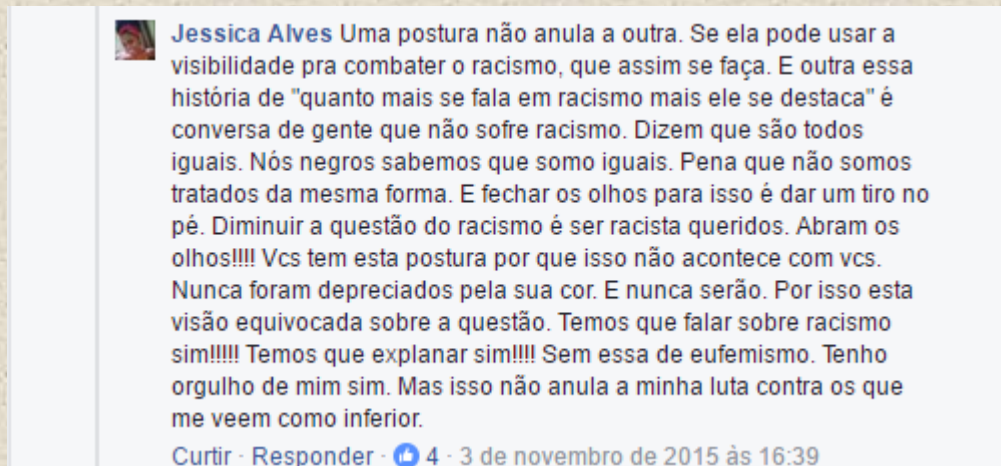 Jessica Alves Uma postura não anula a outra. Se ela pode usar a
visibilidade pra combater o racismo, que assim se faça. E outra essa
história de "quanto mais se fala em racismo mais ele se destaca" é
conversa de gente que não sofre racismo. Dizem que são todos
iguais. Nós negros sabemos que somo iguais. Pena que não somos
tratados da mesma forma. E fechar os olhos para isso é dar um tiro no
pé. Diminuir a questão do racismo é ser racista queridos. Abram os
olhos!!!! Vcs tem esta postura por que isso não acontece com vcs.
Nunca foram depreciados pela sua cor. E nunca serão. Por isso esta
visão equivocada sobre a questão. Temos que falar sobre racismo
sim!!!!! Temos que explanar sim!!!! Sem essa de eufemismo. Tenho
orgulho de mim sim. Mas isso não anula a minha luta contra os que
me veem como inferior.
Curtir · Responder · 4 · 3 de novembro de 2015 às 16:39